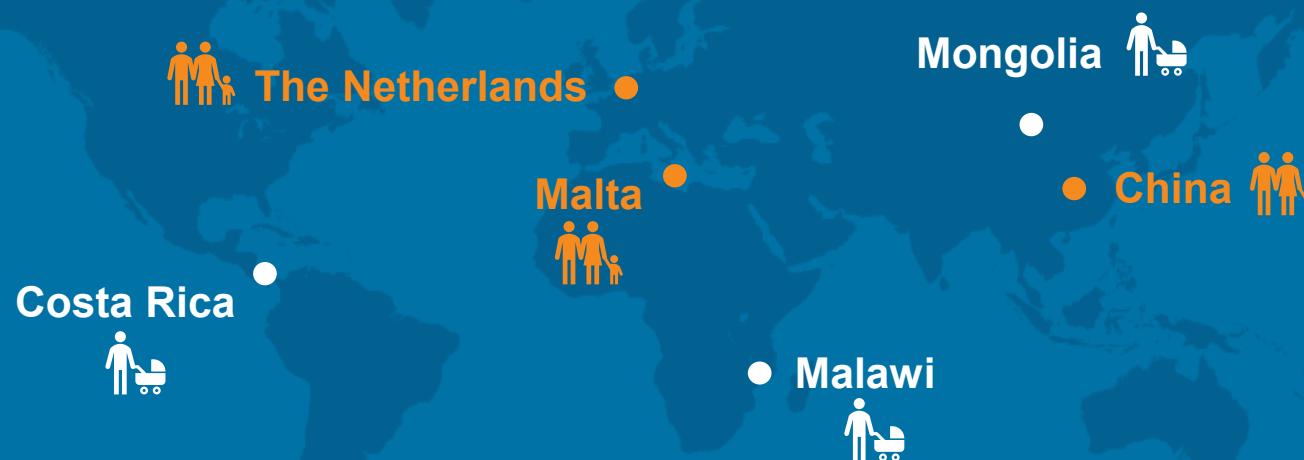 Mongolia
The Netherlands
China
Malta
Costa Rica
Malawi